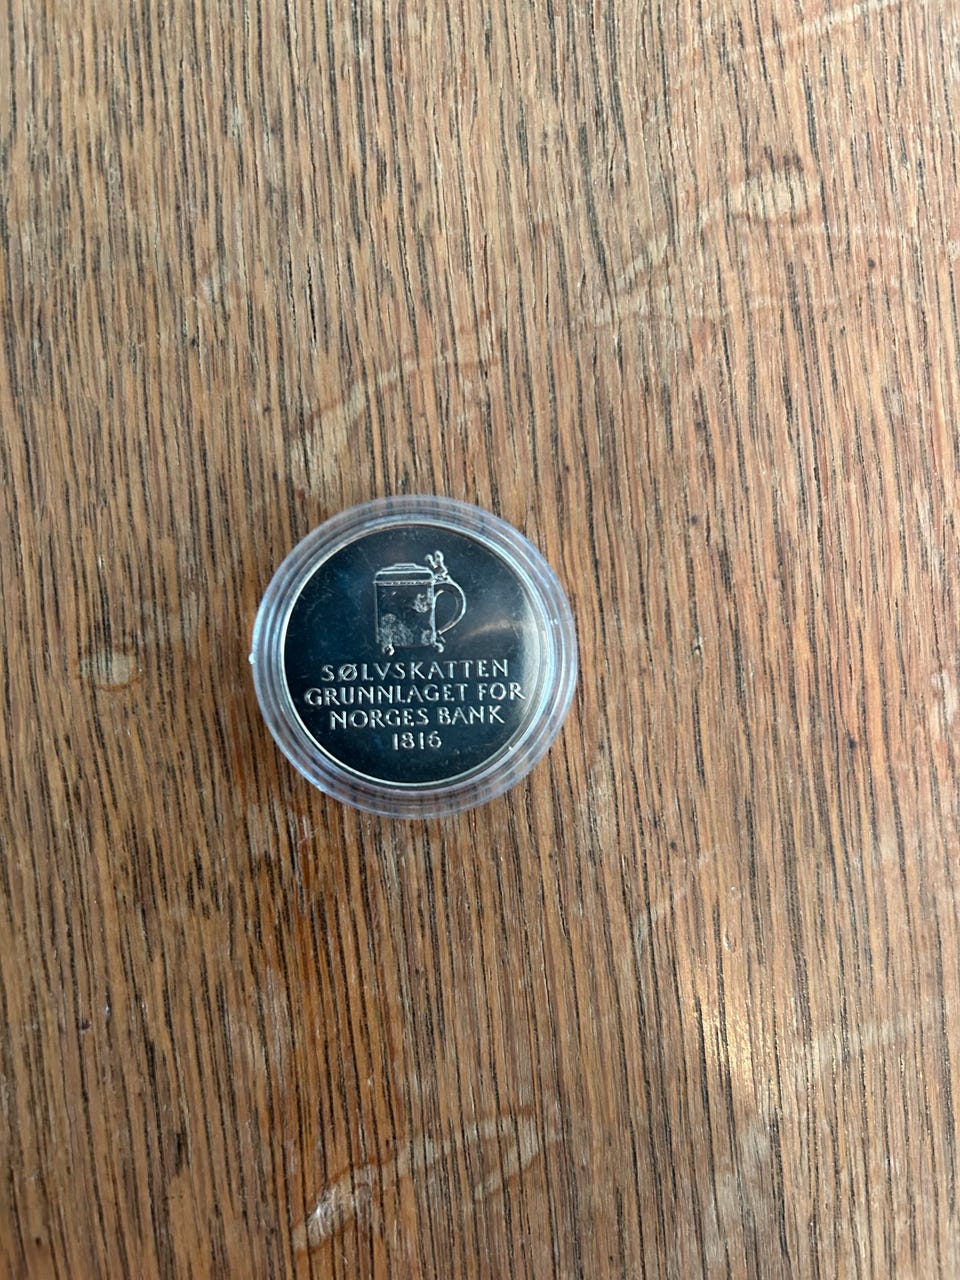 SØLVSKATTEN
GRUNNLAGET FOR
NORGES BANK
1816